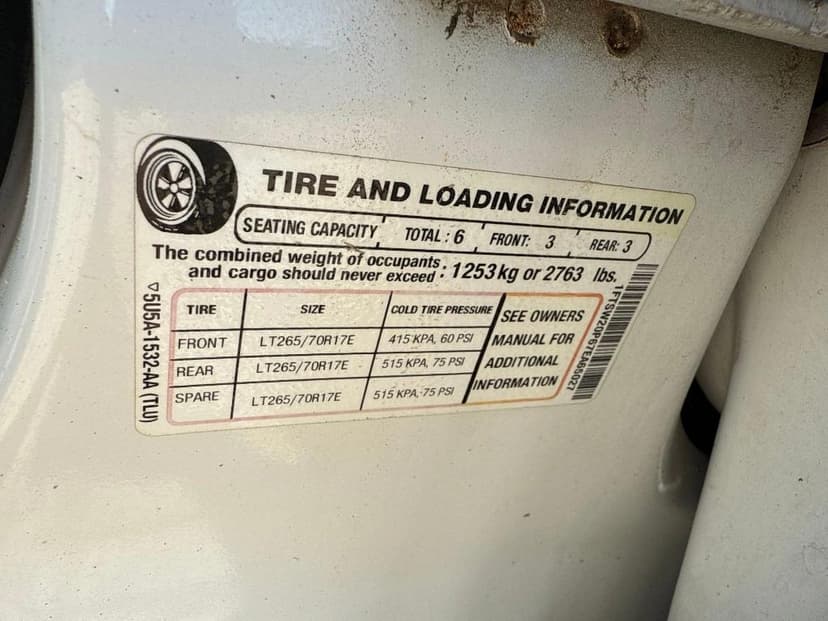 TIRE AND LOADING INFORMATION
SEATING CAPACITY TOTAL: 6 FRONT: 3 REAR: 3
The combined weight of occupants
and cargo should never exceed : 1253 kg or 2763 lbs.
TIRE SIZE COLD TIRE PRESSURE SEE OWNERS
FRONT LT265/70R17E 415 KPA, 60 PSI MANUAL FOR
REAR LT265/70R17E 515 KPA, 75 PSI ADDITIONAL
SPARE LT265/70R17E 515 KPA, 75 PSI INFORMATION
▽5U5A-1532-AA (TLU)